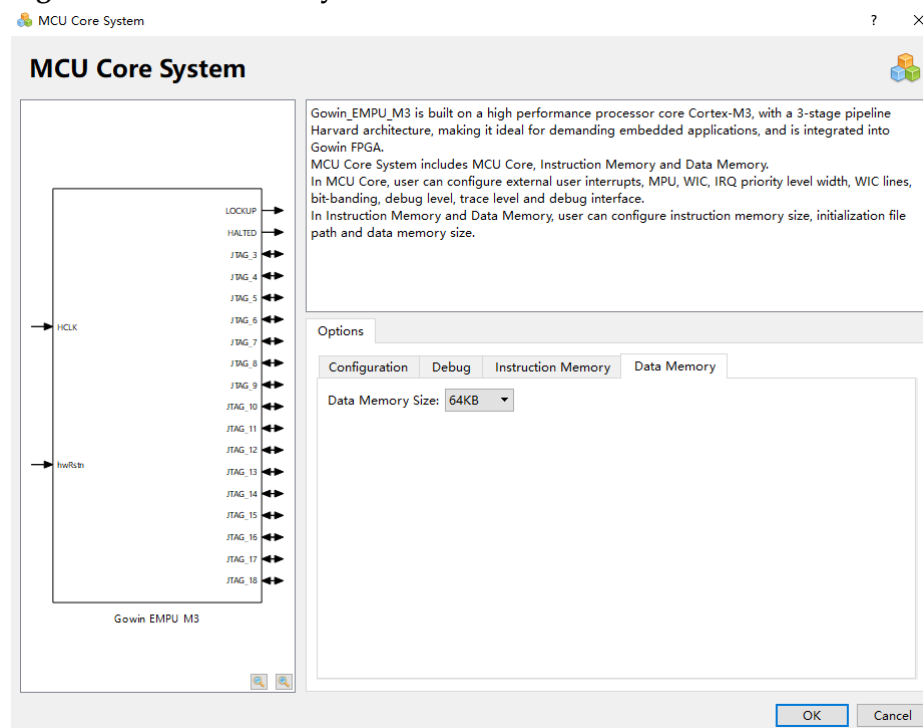 MCU Core System
?
MCU Core System
Gowin_EMPU_M3 is built on a high performance processor core Cortex-M3, with a 3-stage pipeline
Harvard architecture, making it ideal for demanding embedded applications, and is integrated into
Gowin FPGA.
MCU Core System includes MCU Core, Instruction Memory and Data Memory.
In MCU Core, user can configure external user interrupts, MPU, WIC, IRQ priority level width, WIC lines,
bit-banding, debug level, trace level and debug interface.
In Instruction Memory and Data Memory, user can configure instruction memory size, initialization file
path and data memory size.
LOCKUP
HALTED
JTAG_3
JTAG_4
JTAG_5
JTAG_6
HCLK
JTAG_7
JTAG_8
JTAG_9
JTAG_10
JTAG_11
JTAG_12
hwRstn
JTAG_13
JTAG_14
JTAG_15
JTAG_16
JTAG_17
JTAG_18
Gowin EMPU M3
Options
Configuration Debug Instruction Memory Data Memory
Data Memory Size: 64KB
OK Cancel